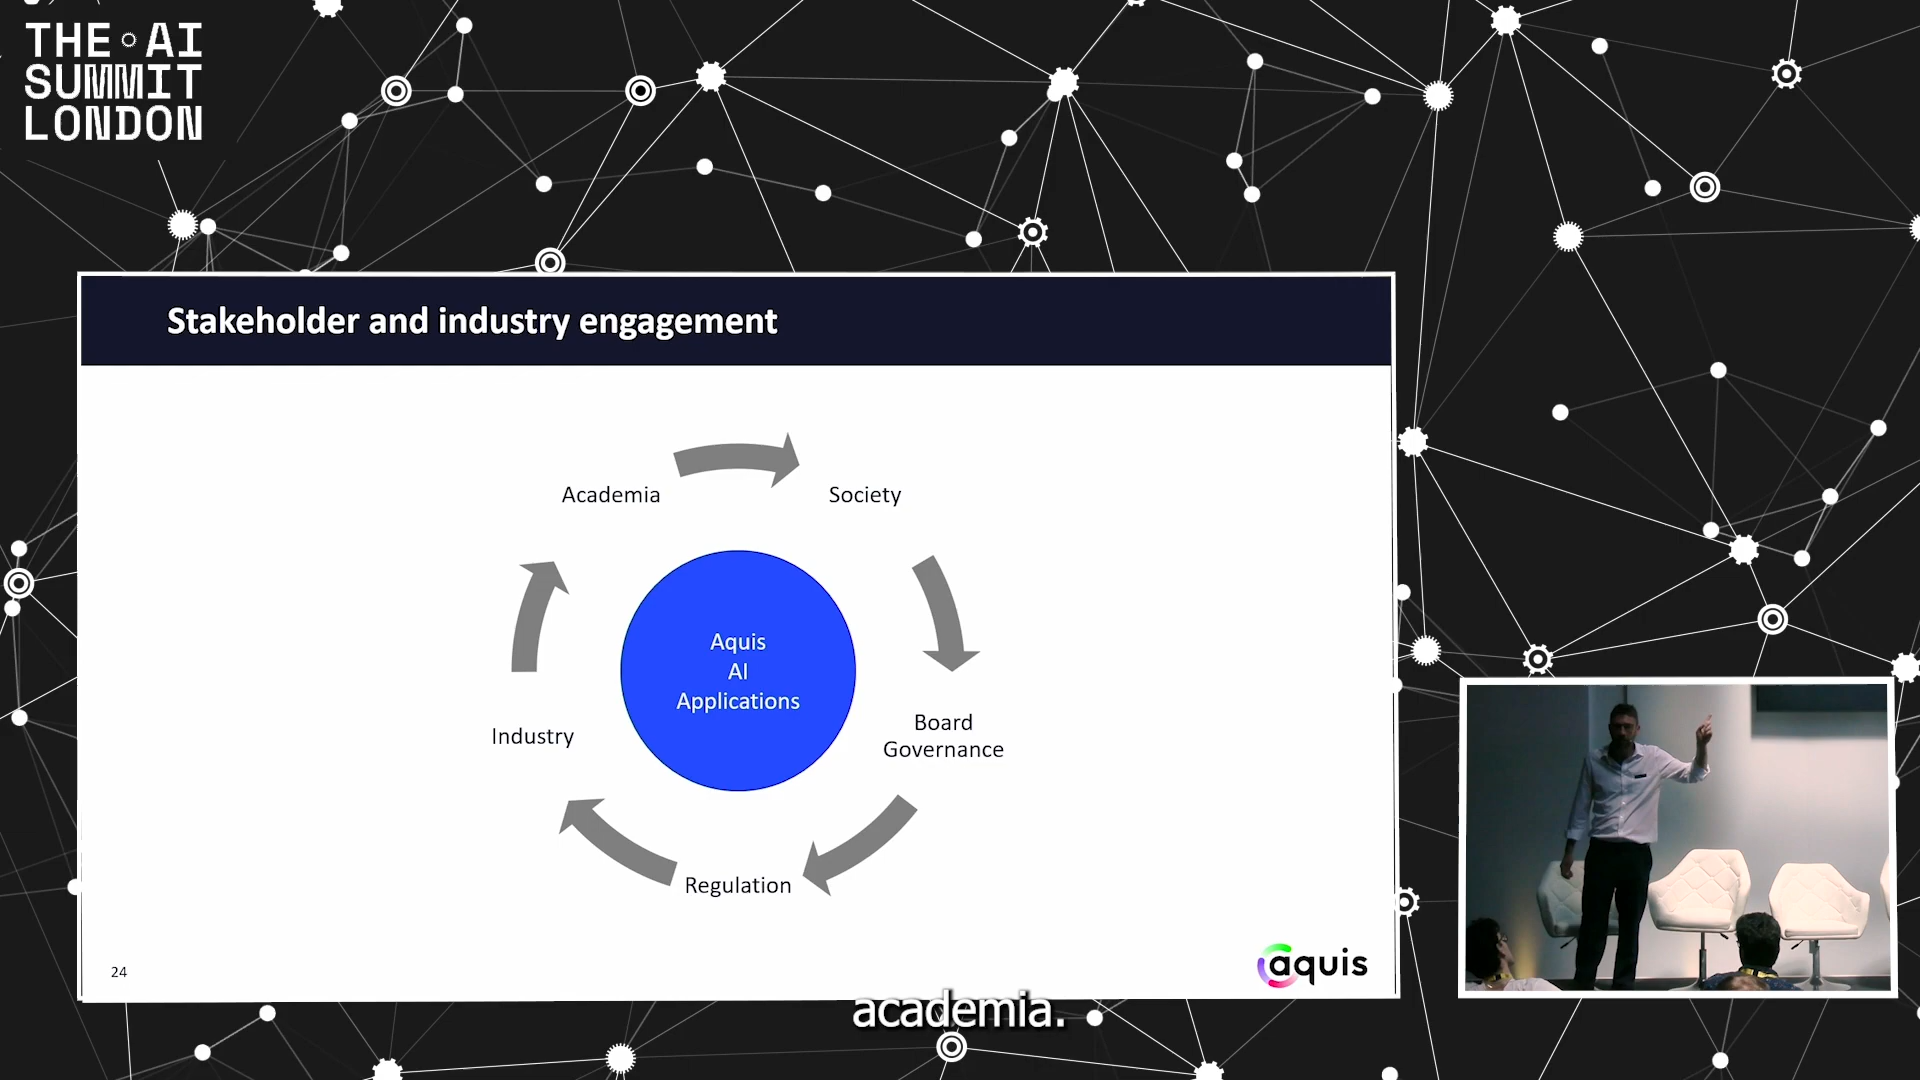 THE AI
SUMMIT
LONDON
Stakeholder and industry engagement
Academia
Society
Aquis
AI
Applications
Board
Governance
Industry
Regulation
24
aquis
academia.